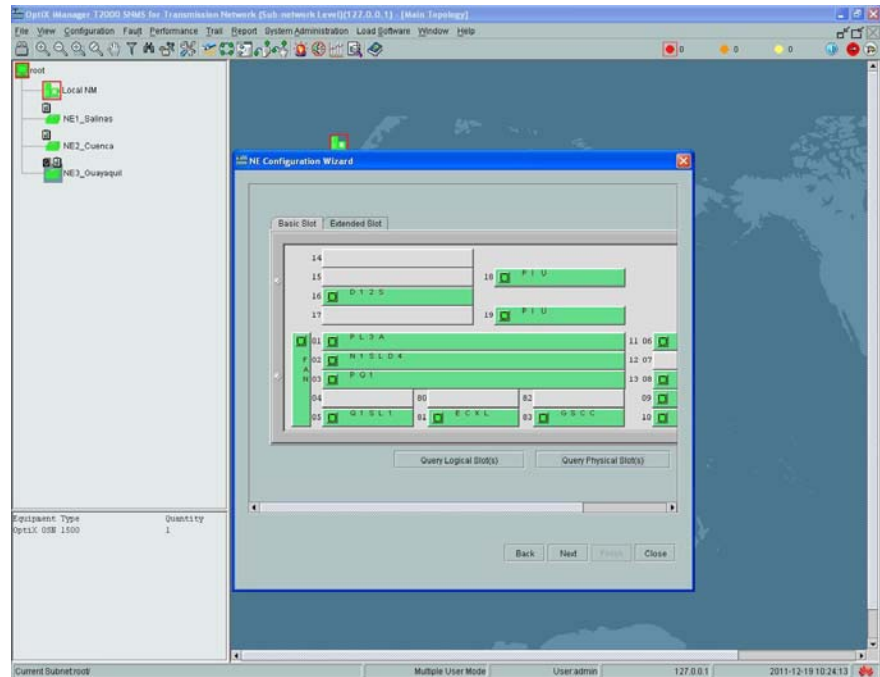 OptiX iManager T2000 SNMS for Transmission Network (Sub-network Level)(127.0.0.1) - [Main Topology]
File View Configuration Fault Performance Trail Report System Administration Load Software Window Help
0 0 0
root
Local NM
NE1_Salinas
NE2_Cuenca
NE3_Guayaquil
NE Configuration Wizard
Basic Slot Extended Slot
14
15
18 PIU
16 D12S
17
19 PIU
FAN
01 PL3A 11 06
02 N1SLD4 12 07
03 PQ1 13 08
04 80 82 09
05 Q1SL1 81 ECXL 83 GSCC 10
Query Logical Slot(s) Query Physical Slot(s)
Back Next Finish Close
Equipment Type Quantity
OptiX OSN 1500 1
Current Subnet:root/ Multiple User Mode User:admin 127.0.0.1 2011-12-19 10:24:13